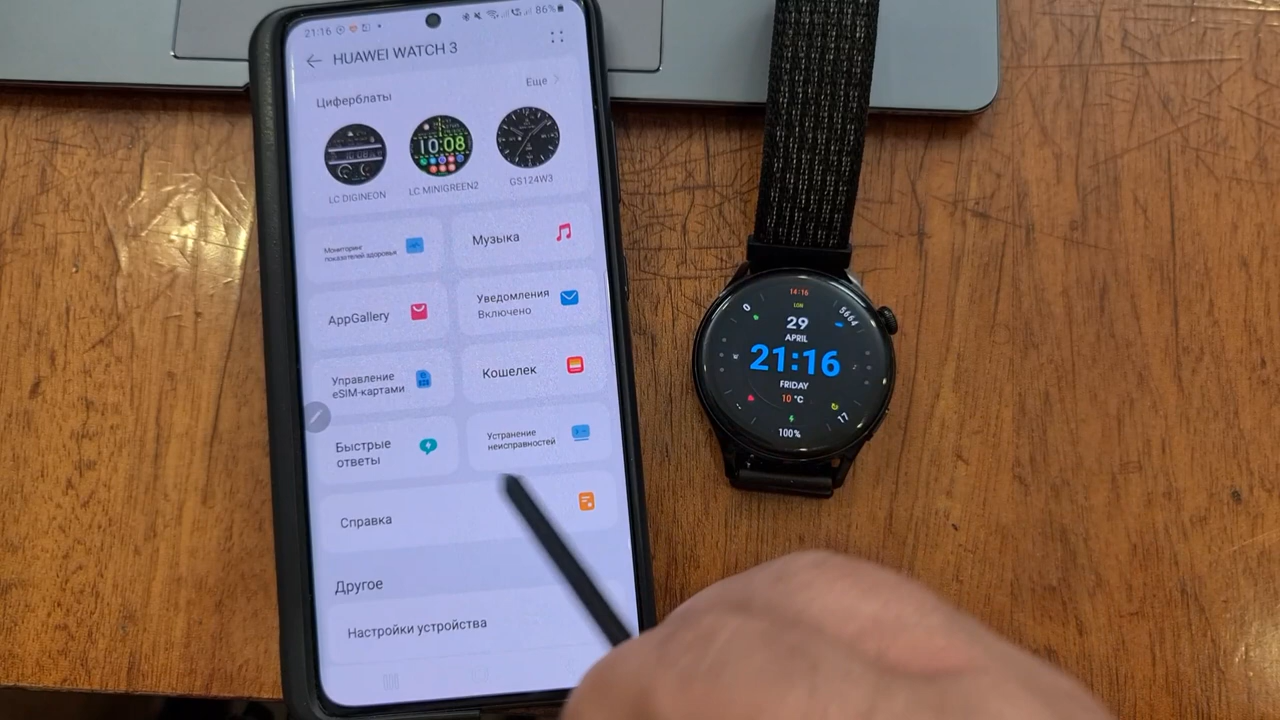 21:16
86%
HUAWEI WATCH 3
Циферблаты
Еще
10:08
LC DIGINEON
LC MINIGREEN2
GS124W3
Мониторинг
показателей здоровья
Музыка
AppGallery
Уведомления
Включено
Управление
eSIM-картами
Кошелек
Быстрые
ответы
Устранение
неисправностей
Справка
Другое
Настройки устройства
14:16
LON
0
5664
29
APRIL
21:16
FRIDAY
10 °C
17
100%